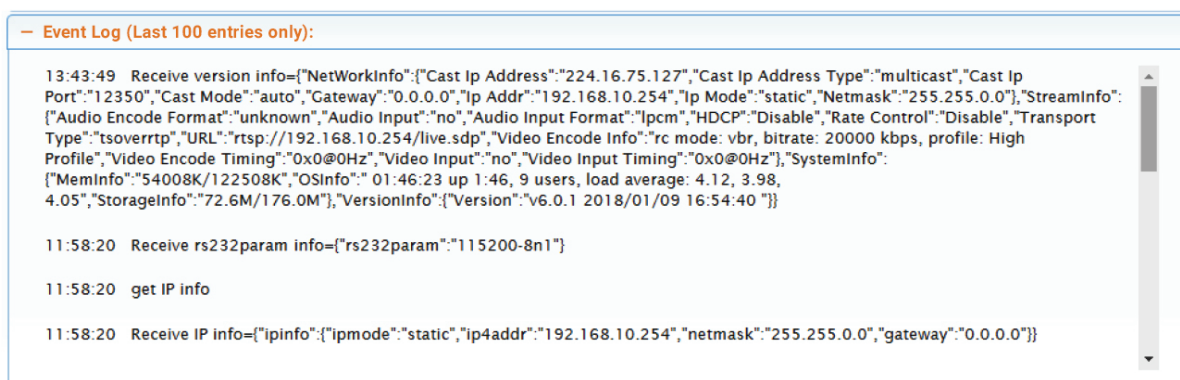 − Event Log (Last 100 entries only):
13:43:49 Receive version info={"NetWorkInfo":{"Cast Ip Address":"224.16.75.127","Cast Ip Address Type":"multicast","Cast Ip
Port":"12350","Cast Mode":"auto","Gateway":"0.0.0.0","Ip Addr":"192.168.10.254","Ip Mode":"static","Netmask":"255.255.0.0"},"StreamInfo":
{"Audio Encode Format":"unknown","Audio Input":"no","Audio Input Format":"lpcm","HDCP":"Disable","Rate Control":"Disable","Transport
Type":"tsoverrtp","URL":"rtsp://192.168.10.254/live.sdp","Video Encode Info":"rc mode: vbr, bitrate: 20000 kbps, profile: High
Profile","Video Encode Timing":"0x0@0Hz","Video Input":"no","Video Input Timing":"0x0@0Hz"},"SystemInfo":
{"MemInfo":"54008K/122508K","OSInfo":" 01:46:23 up 1:46, 9 users, load average: 4.12, 3.98,
4.05","StorageInfo":"72.6M/176.0M"},"VersionInfo":{"Version":"v6.0.1 2018/01/09 16:54:40 "}}
11:58:20 Receive rs232param info={"rs232param":"115200-8n1"}
11:58:20 get IP info
11:58:20 Receive IP info={"ipinfo":{"ipmode":"static","ip4addr":"192.168.10.254","netmask":"255.255.0.0","gateway":"0.0.0.0"}}